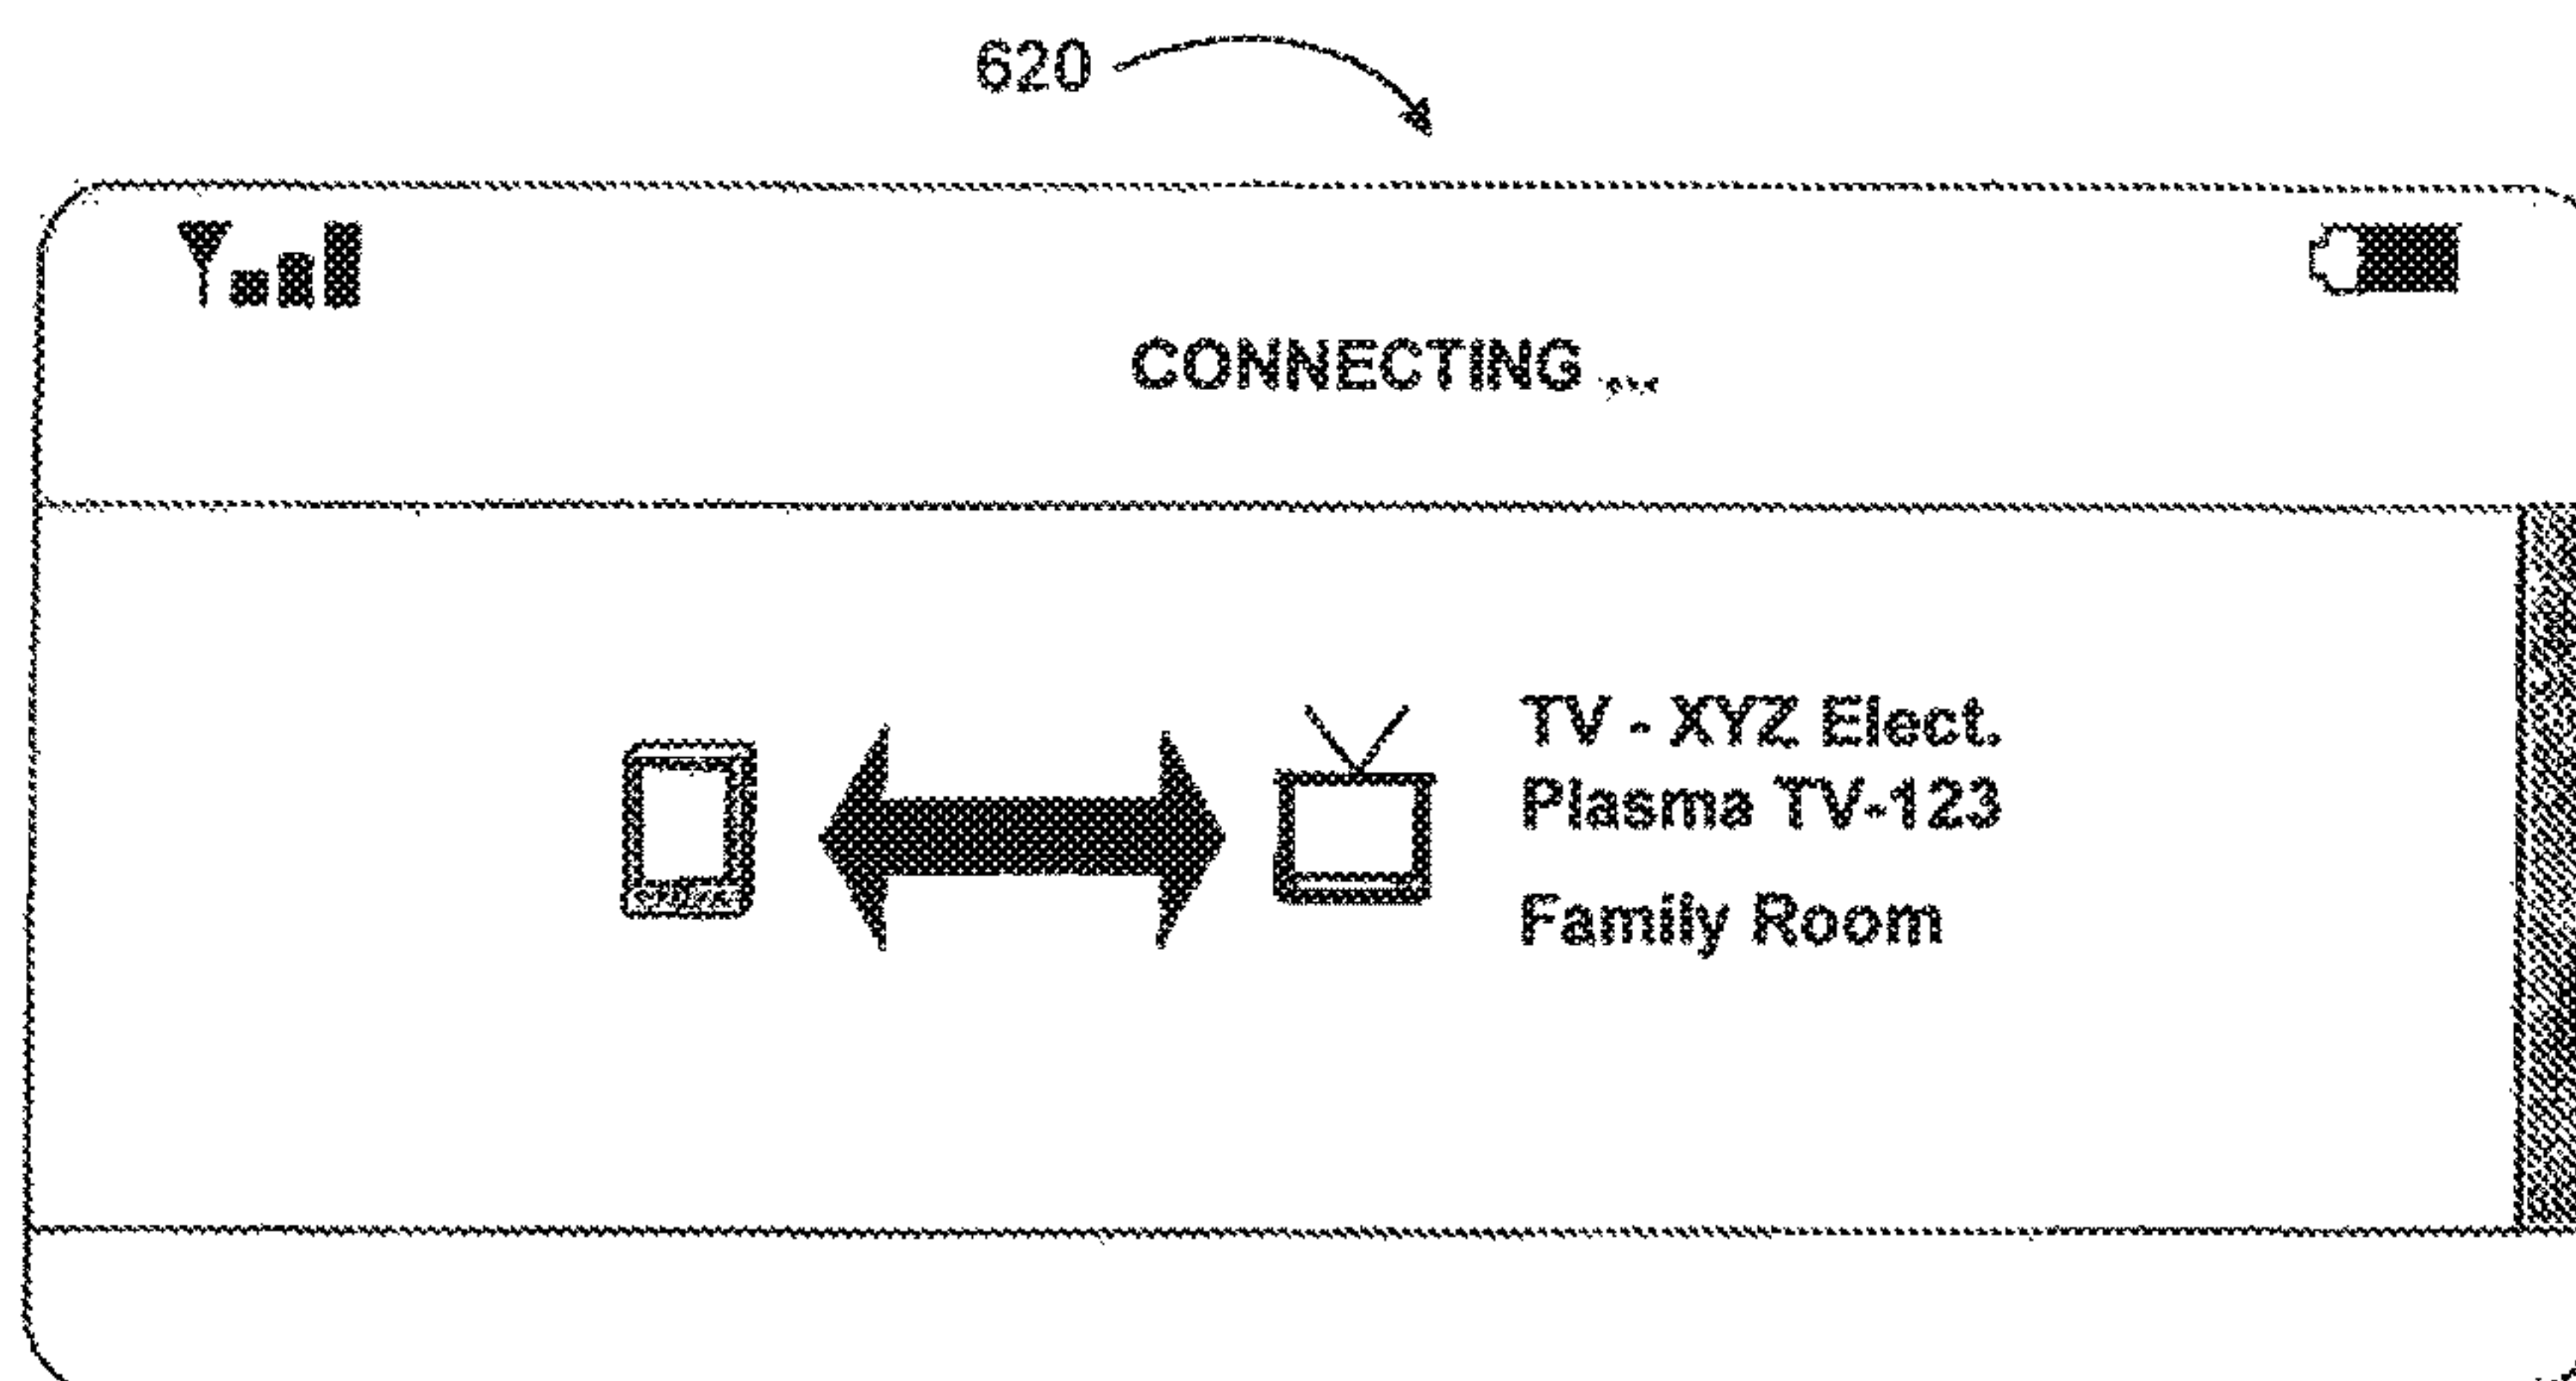 620
CONNECTING ...
TV - XYZ Elect.
Plasma TV-123
Family Room